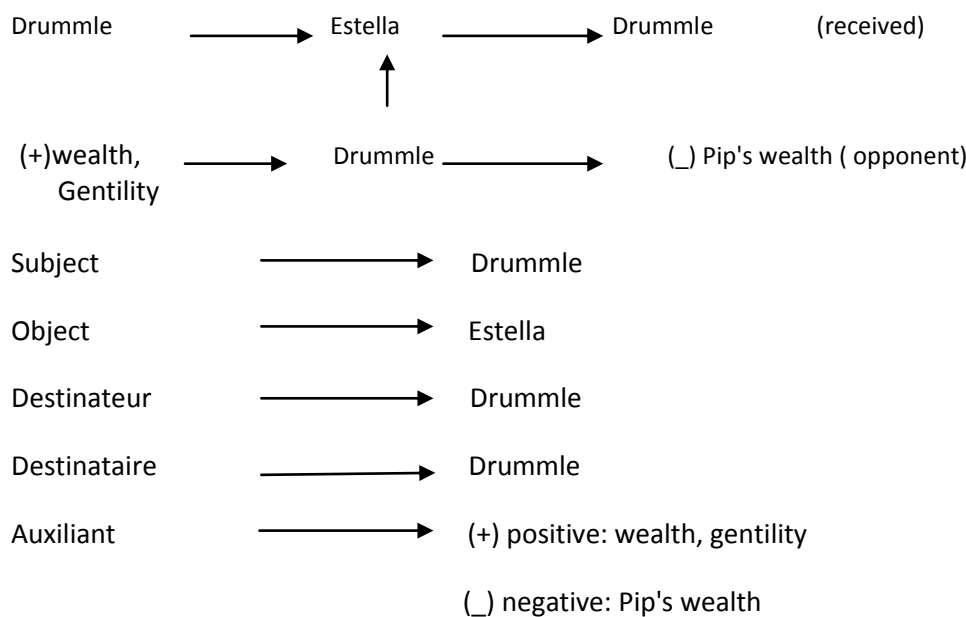 Drummle Estella Drummle (received)
(+)wealth, Drummle (_) Pip's wealth ( opponent)
Gentility
Subject Drummle
Object Estella
Destinateur Drummle
Destinataire Drummle
Auxiliant (+) positive: wealth, gentility
(_) negative: Pip's wealth